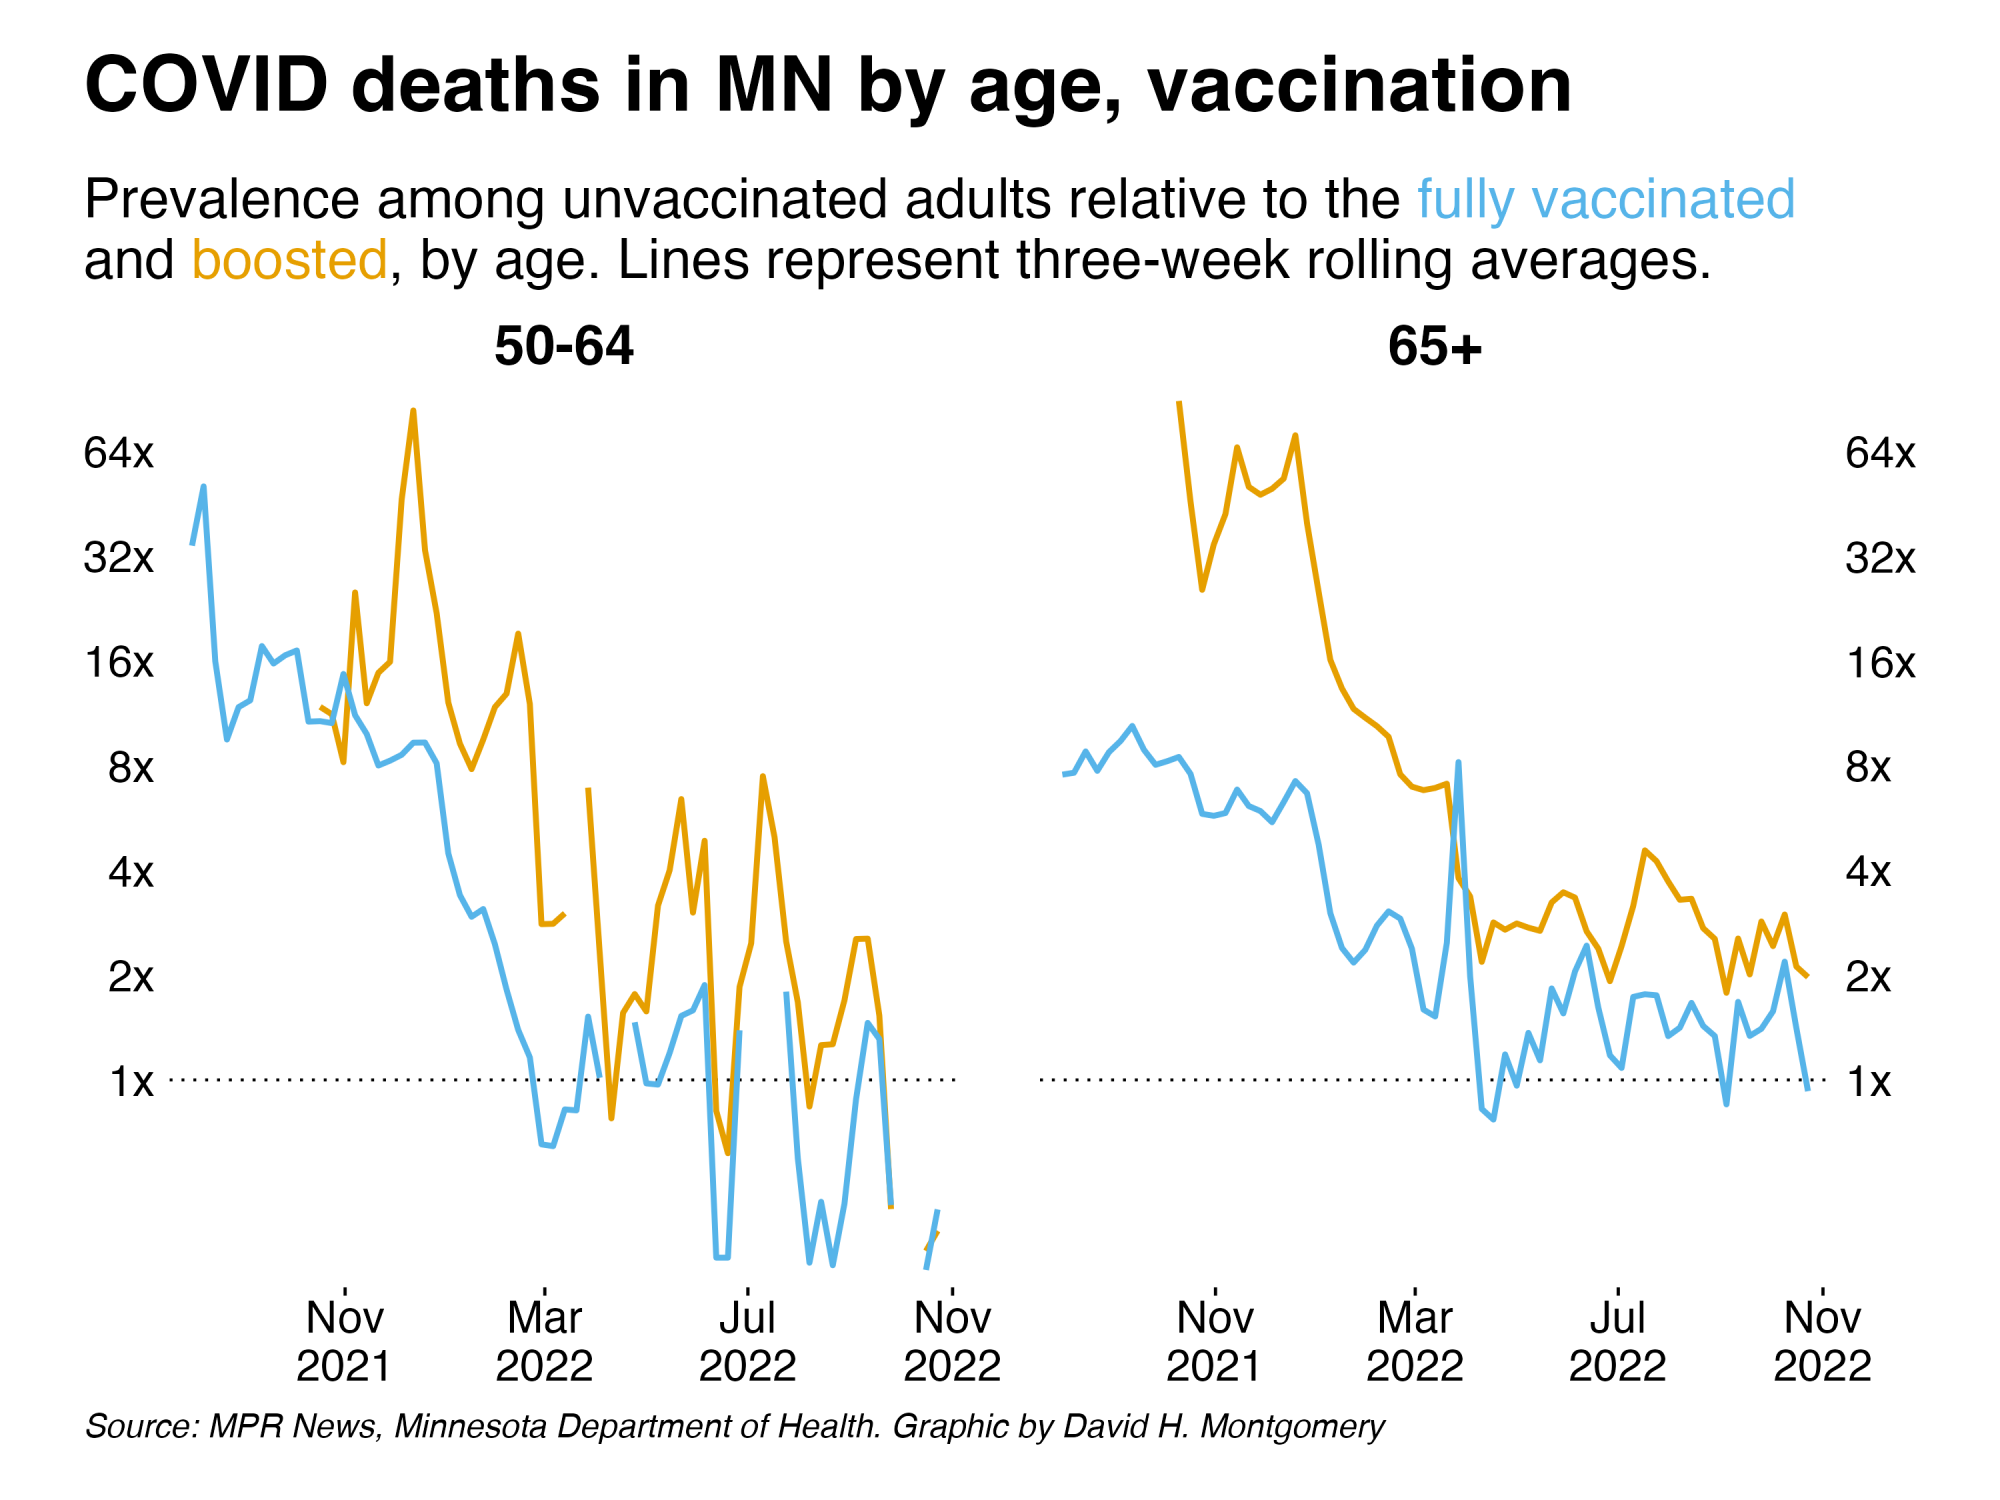 COVID deaths in MN by age, vaccination
Prevalence among unvaccinated adults relative to the fully vaccinated
and boosted, by age. Lines represent three-week rolling averages.
50-64
65+
64x
32x
16x
8x
4x
2x
1x
64x
32x
16x
8x
4x
2x
1x
Nov
2021
Mar
2022
Jul
2022
Nov
2022
Nov
2021
Mar
2022
Jul
2022
Nov
2022
Source: MPR News, Minnesota Department of Health. Graphic by David H. Montgomery